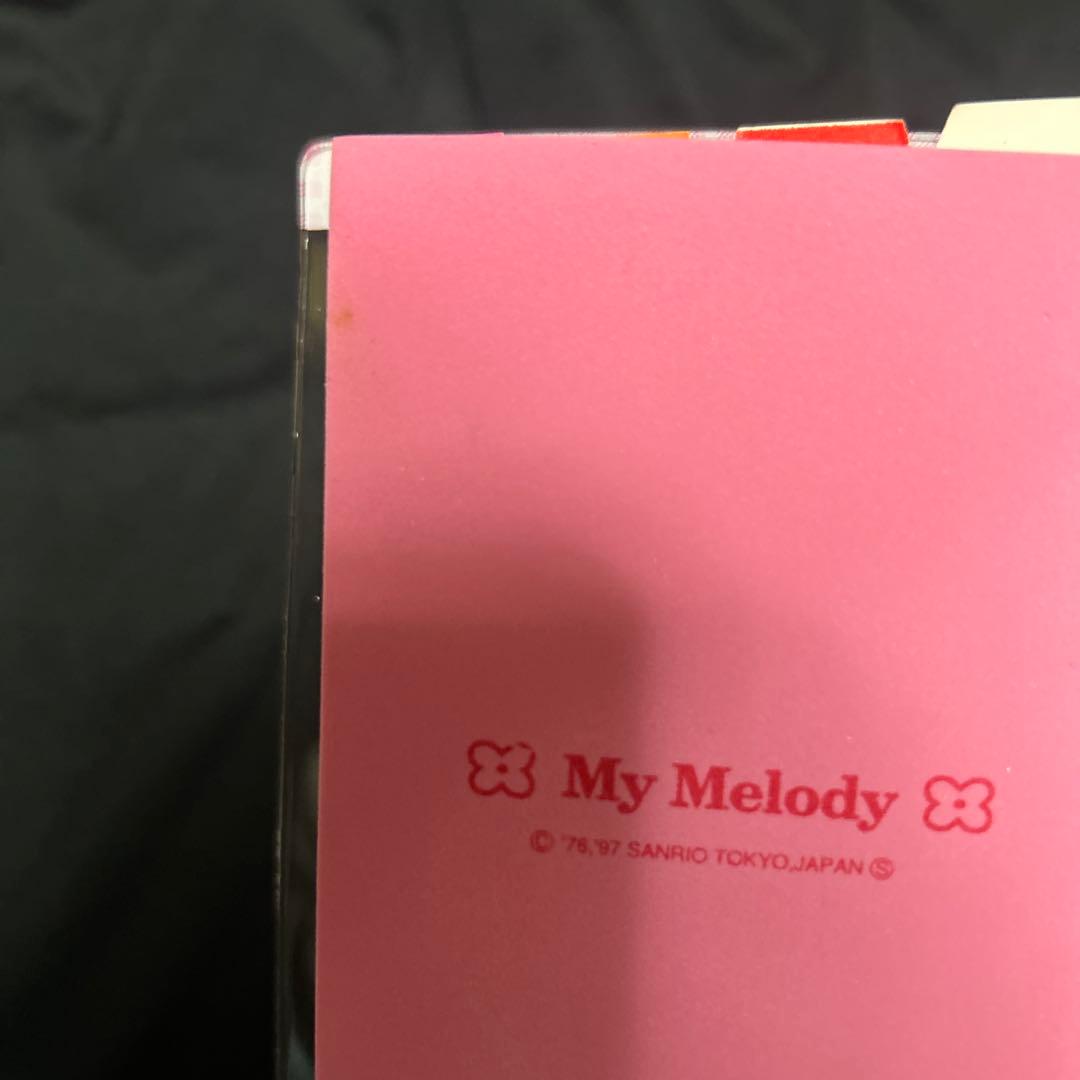 My Melody
© '76,'97 SANRIO TOKYO,JAPAN Ⓢ